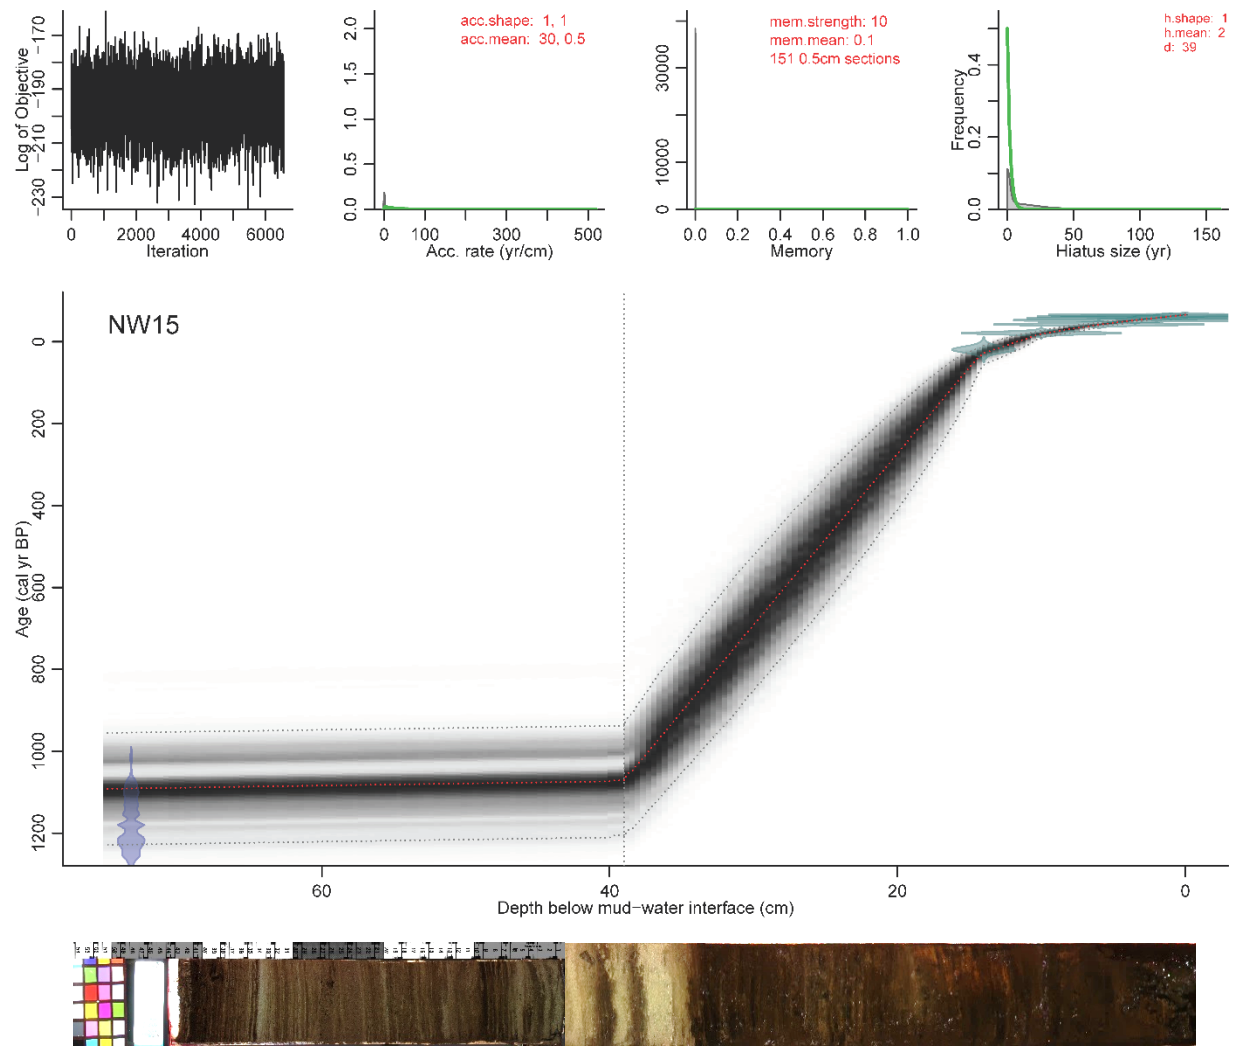 Log of Objective
−170
−190
−210
−230
0
2000
4000
6000
Iteration
acc.shape: 1, 1
acc.mean: 30, 0.5
2.0
1.5
1.0
0.5
0.0
0
100
300
500
Acc. rate (yr/cm)
mem.strength: 10
mem.mean: 0.1
151 0.5cm sections
30000
10000
0
0.0
0.2
0.4
0.6
0.8
1.0
Memory
h.shape: 1
h.mean: 2
d: 39
Frequency
0.4
0.2
0.0
0
50
100
150
Hiatus size (yr)
NW15
Age (cal yr BP)
0
200
400
600
800
1000
1200
60
40
20
0
Depth below mud−water interface (cm)